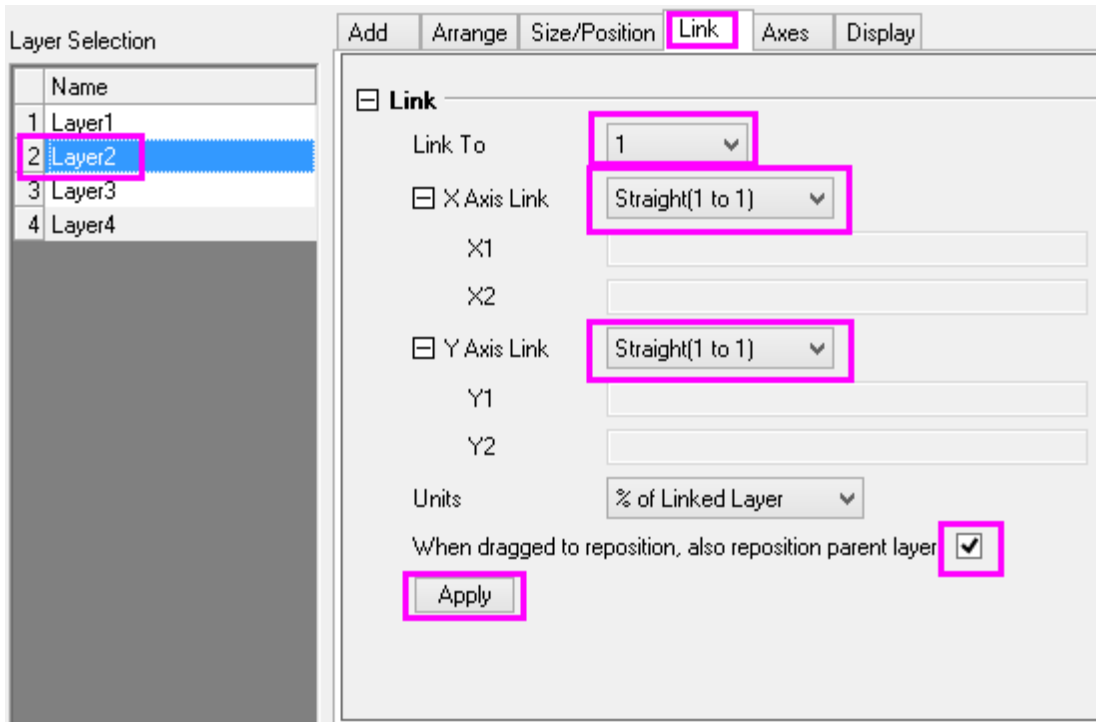 Layer Selection
Name
1 Layer1
2 Layer2
3 Layer3
4 Layer4
Add Arrange Size/Position Link Axes Display
Link
Link To 1
X Axis Link Straight(1 to 1)
X1
X2
Y Axis Link Straight(1 to 1)
Y1
Y2
Units % of Linked Layer
When dragged to reposition, also reposition parent layer
Apply